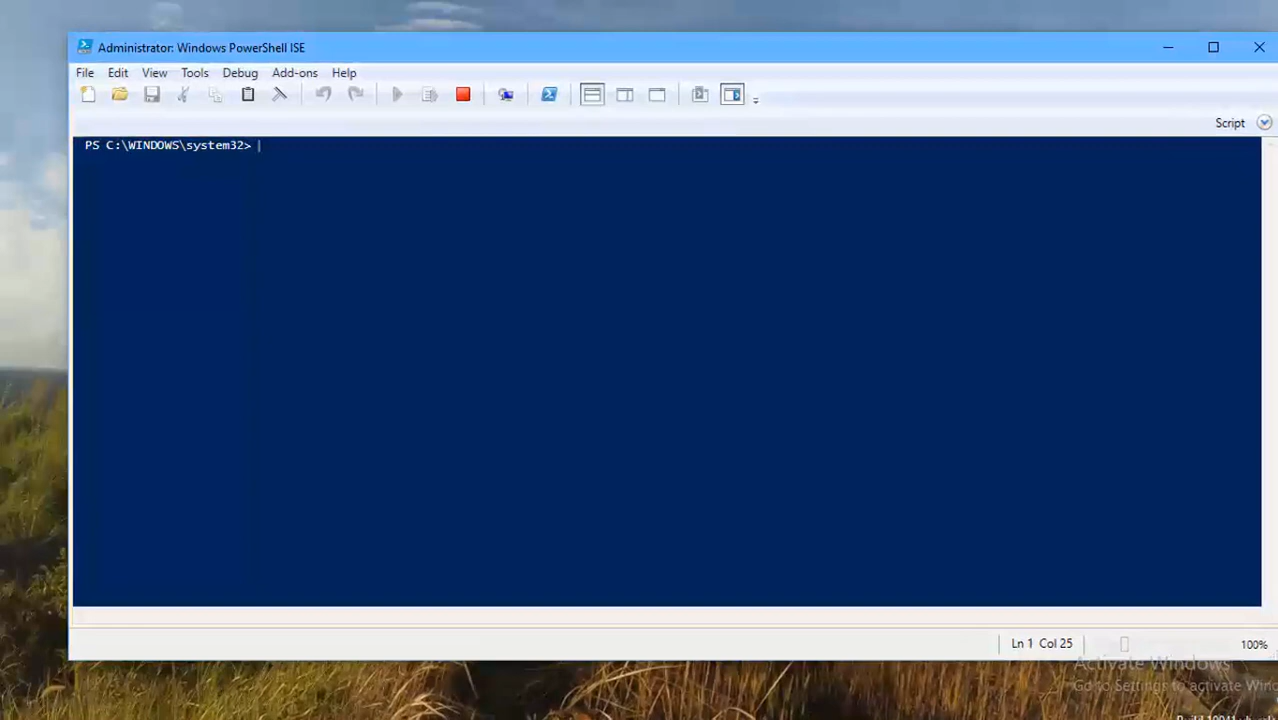 Administrator: Windows PowerShell ISE
File Edit View Tools Debug Add-ons Help
Script
PS C:\WINDOWS\system32>
Ln 1 Col 25
100%
Activate Windows
Go to Settings to activate Win